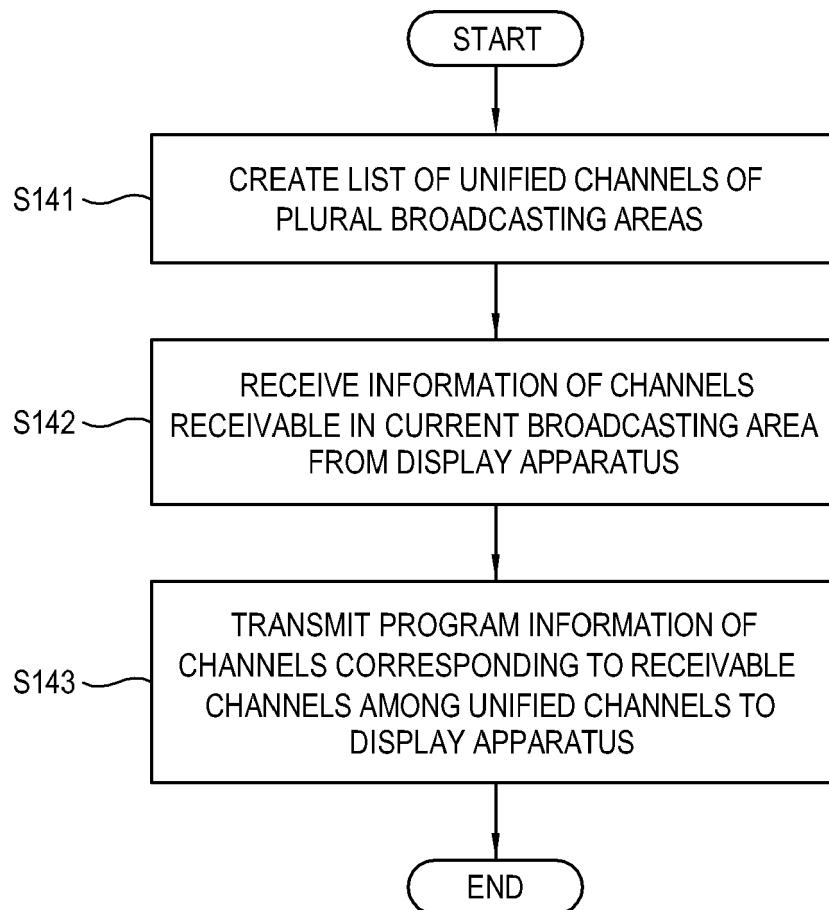 START
S141
CREATE LIST OF UNIFIED CHANNELS OF
PLURAL BROADCASTING AREAS
S142
RECEIVE INFORMATION OF CHANNELS
RECEIVABLE IN CURRENT BROADCASTING AREA
FROM DISPLAY APPARATUS
S143
TRANSMIT PROGRAM INFORMATION OF
CHANNELS CORRESPONDING TO RECEIVABLE
CHANNELS AMONG UNIFIED CHANNELS TO
DISPLAY APPARATUS
END